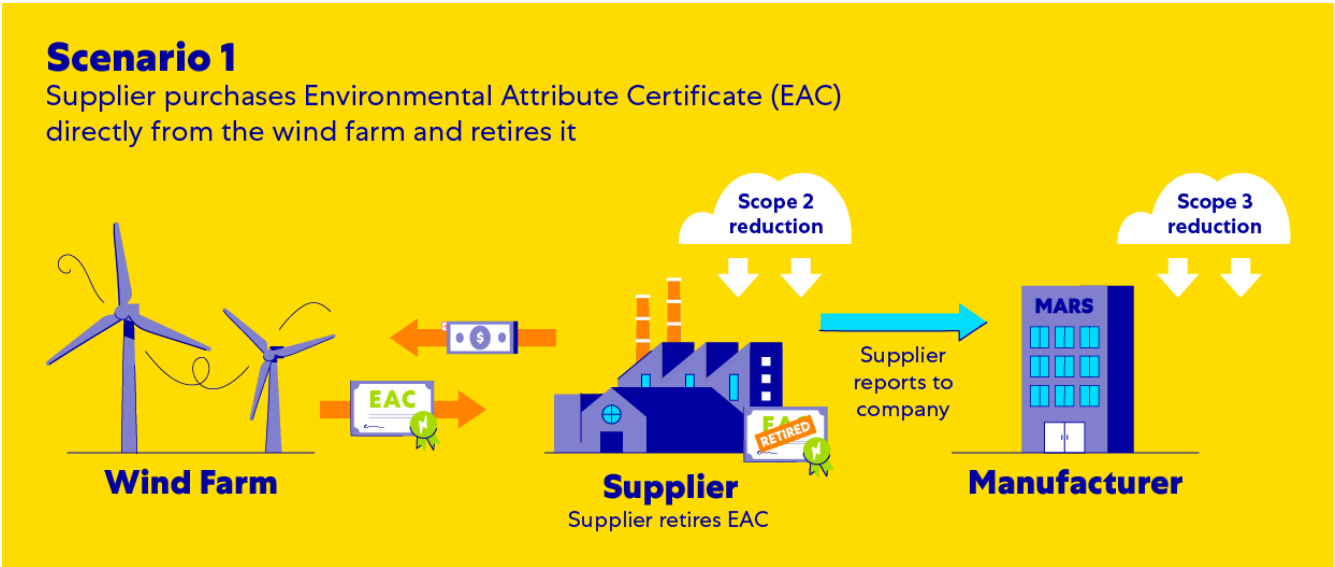 Scenario 1
Supplier purchases Environmental Attribute Certificate (EAC)
directly from the wind farm and retires it
Scope 2
reduction
Scope 3
reduction
$
MARS
EAC
Supplier
reports to
company
EA
RETIRED
Wind Farm
Supplier
Supplier retires EAC
Manufacturer